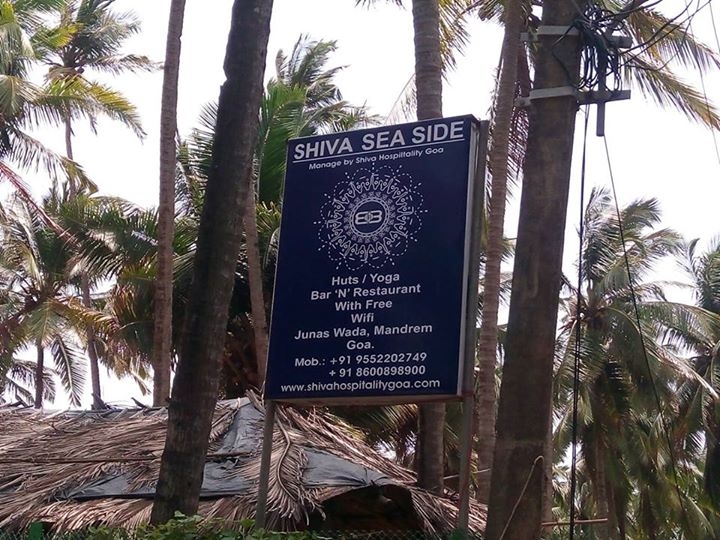 SHIVA SEA SIDE
Manage by Shiva Hospitality Goa
Huts / Yoga
Bar 'N' Restaurant
With Free
Wifi
Junas Wada, Mandrem
Goa.
Mob.: +91 9552202749
+ 91 8600898900
www.shivahospitalitygoa.com